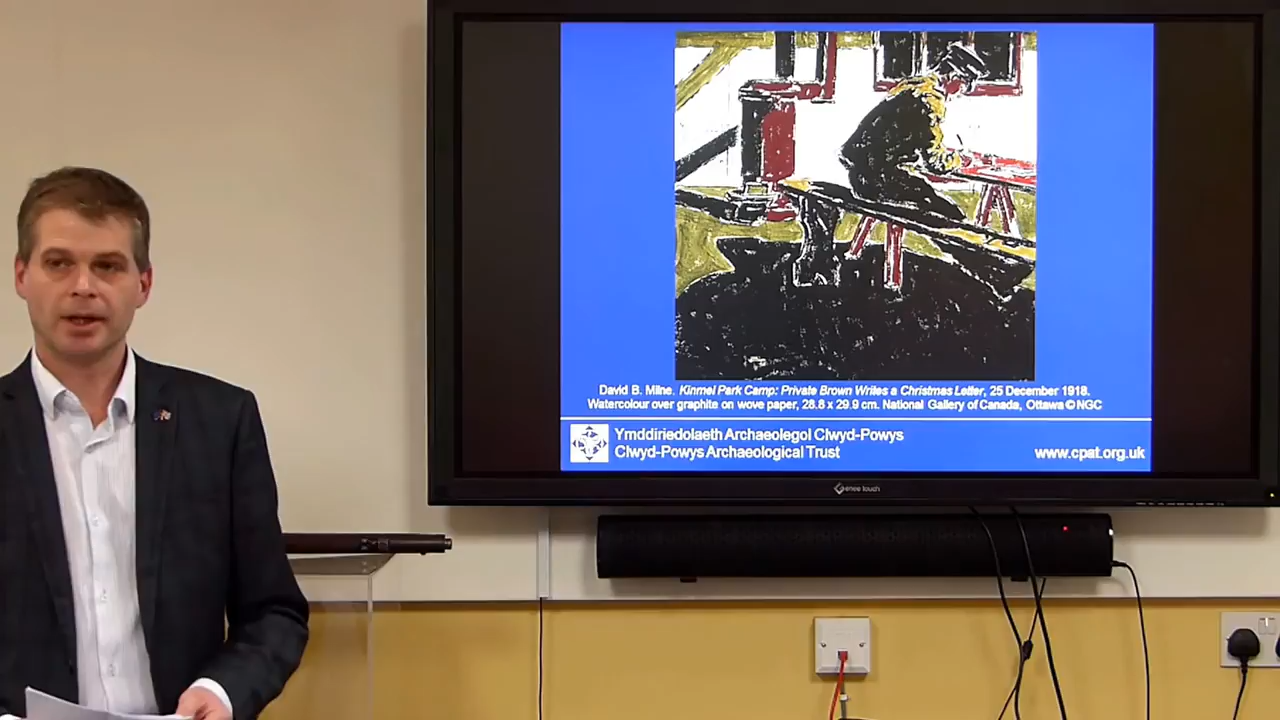 David B. Milne. Kinmel Park Camp: Private Brown Writes a Christmas Letter, 25 December 1918.
Watercolour over graphite on wove paper, 28.8 x 29.9 cm. National Gallery of Canada, Ottawa © NGC
Ymddiriedolaeth Archaeolegol Clwyd-Powys
Clwyd-Powys Archaeological Trust
www.cpat.org.uk
touch